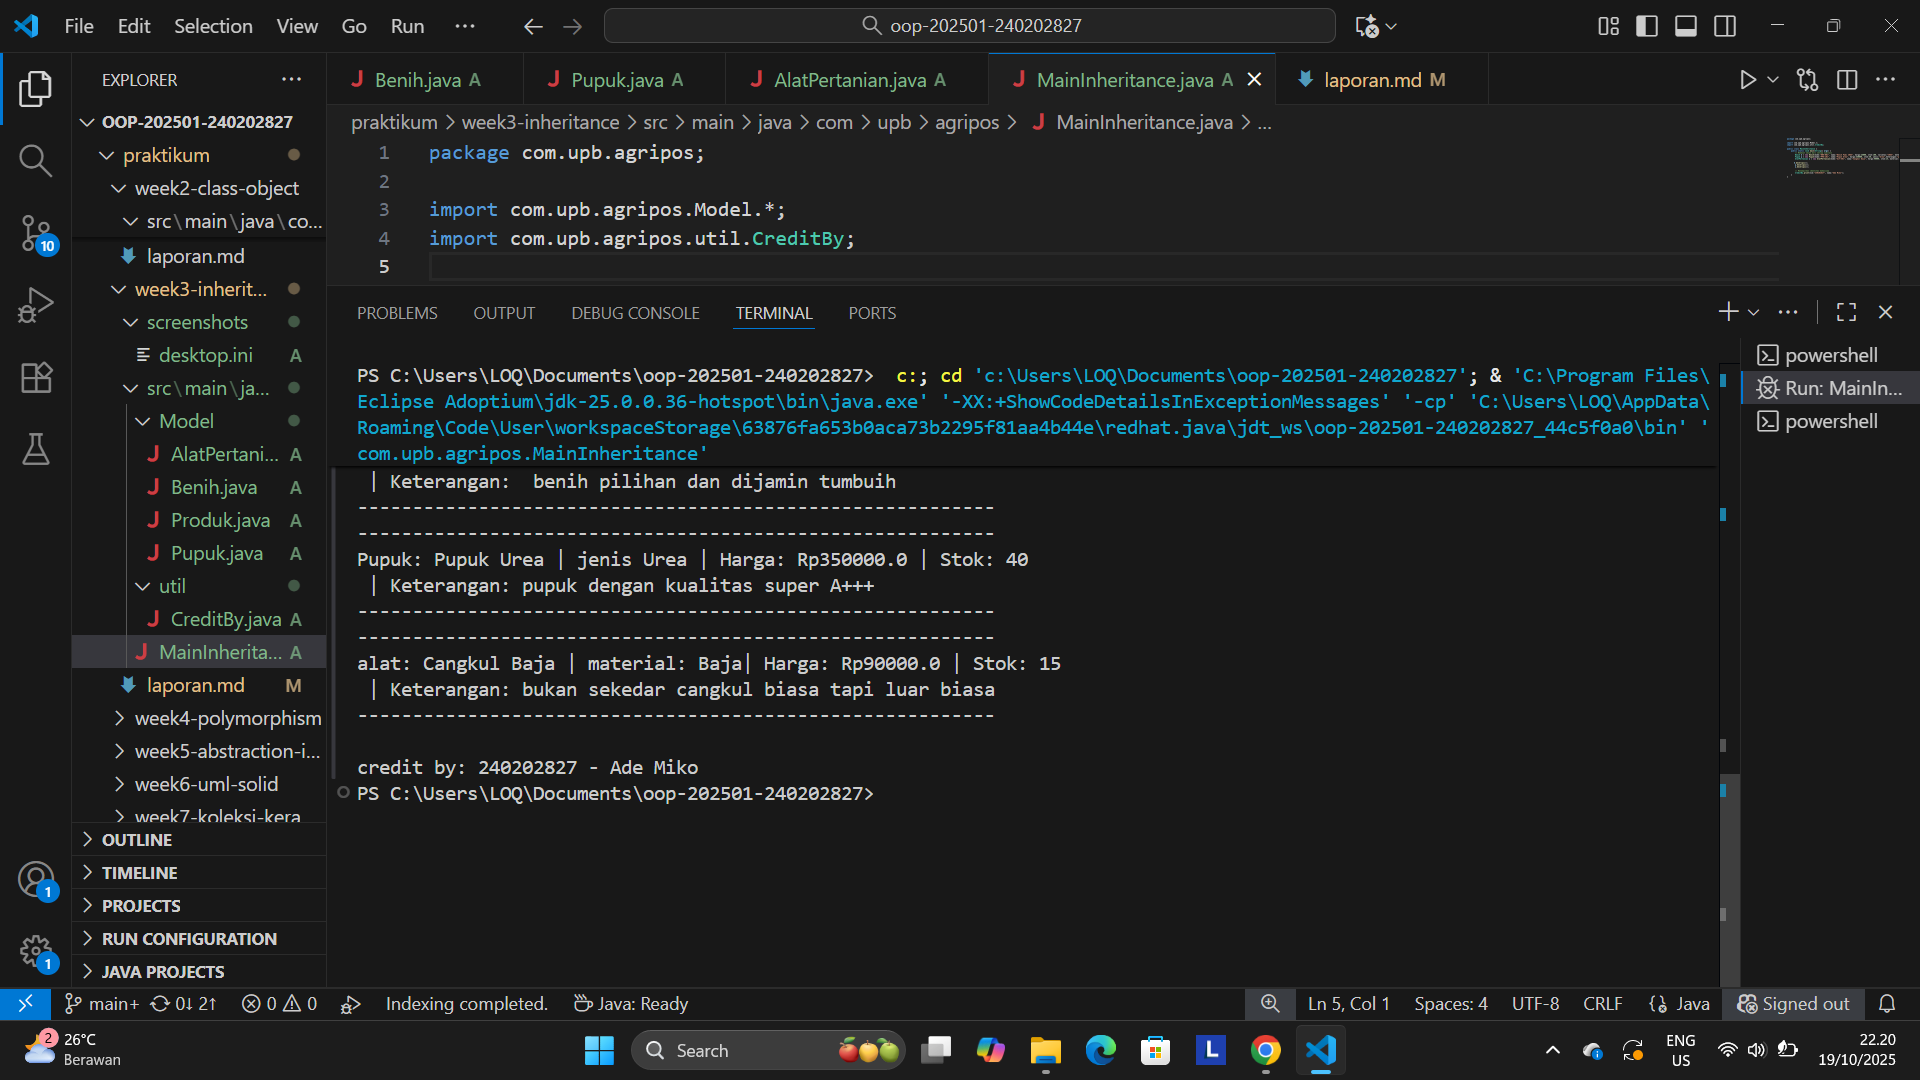 File Edit Selection View Go Run ···
oop-202501-240202827
EXPLORER
OOP-202501-240202827
praktikum
week2-class-object
src\main\java\co...
laporan.md
week3-inherit...
screenshots
desktop.ini A
src\main\ja...
Model
AlatPertani... A
Benih.java A
Produk.java A
Pupuk.java A
util
CreditBy.java A
MainInherita... A
laporan.md M
week4-polymorphism
week5-abstraction-i...
week6-uml-solid
week7-koleksi-kera
OUTLINE
TIMELINE
PROJECTS
RUN CONFIGURATION
JAVA PROJECTS
10
1
1
Benih.java A
Pupuk.java A
AlatPertanian.java A
MainInheritance.java A
laporan.md M
praktikum > week3-inheritance > src > main > java > com > upb > agripos > MainInheritance.java > ...
1 package com.upb.agripos;
2
3 import com.upb.agripos.Model.*;
4 import com.upb.agripos.util.CreditBy;
5
PROBLEMS OUTPUT DEBUG CONSOLE TERMINAL PORTS
PS C:\Users\LOQ\Documents\oop-202501-240202827>  c:; cd 'c:\Users\LOQ\Documents\oop-202501-240202827'; & 'C:\Program Files\
Eclipse Adoptium\jdk-25.0.0.36-hotspot\bin\java.exe' '-XX:+ShowCodeDetailsInExceptionMessages' '-cp' 'C:\Users\LOQ\AppData\
Roaming\Code\User\workspaceStorage\63876fa653b0aca73b2295f81aa4b44e\redhat.java\jdt_ws\oop-202501-240202827_44c5f0a0\bin' '
com.upb.agripos.MainInheritance'
| Keterangan:  benih pilihan dan dijamin tumbuih
----------------------------------------------------------
----------------------------------------------------------
Pupuk: Pupuk Urea | jenis Urea | Harga: Rp350000.0 | Stok: 40
| Keterangan: pupuk dengan kualitas super A+++
----------------------------------------------------------
----------------------------------------------------------
alat: Cangkul Baja | material: Baja| Harga: Rp90000.0 | Stok: 15
| Keterangan: bukan sekedar cangkul biasa tapi luar biasa
----------------------------------------------------------
credit by: 240202827 - Ade Miko
PS C:\Users\LOQ\Documents\oop-202501-240202827>
powershell
Run: MainIn...
powershell
main+ 0↓ 2↑ 0 0 Indexing completed. Java: Ready
Ln 5, Col 1 Spaces: 4 UTF-8 CRLF {} Java Signed out
2
26°C
Berawan
Search
L
ENG
US
22.20
19/10/2025